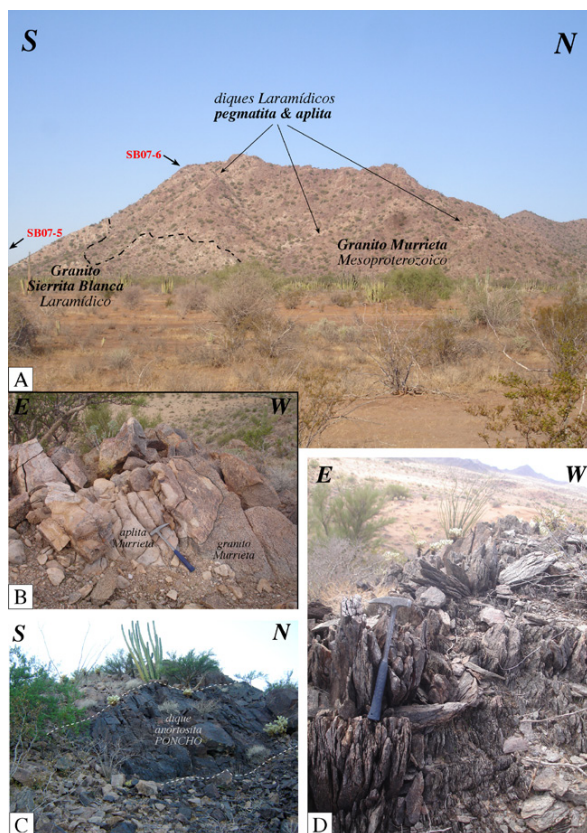 S
N
diques Laramídicos
pegmatita & aplita
SB07-6
SB07-5
Granito Murrieta
Mesoproterozoico
Granito
Sierrita Blanca
Laramídico
A
E
W
aplita
Murrieta
granito
Murrieta
B
S
N
dique
anortosita
PONCHO
C
E
W
D